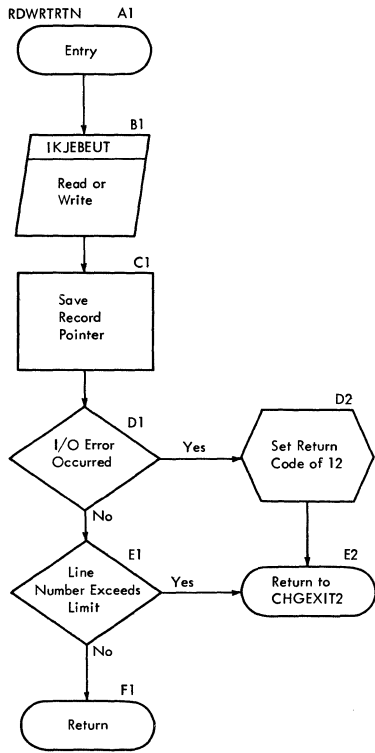 RDWRTRTN A1
Entry
B1
IKJEBEUT
Read or
Write
C1
Save
Record
Pointer
D1
I/O Error
Occurred
Yes
No
D2
Set Return
Code of 12
E1
Line
Number Exceeds
Limit
Yes
No
E2
Return to
CHGEXIT2
F1
Return